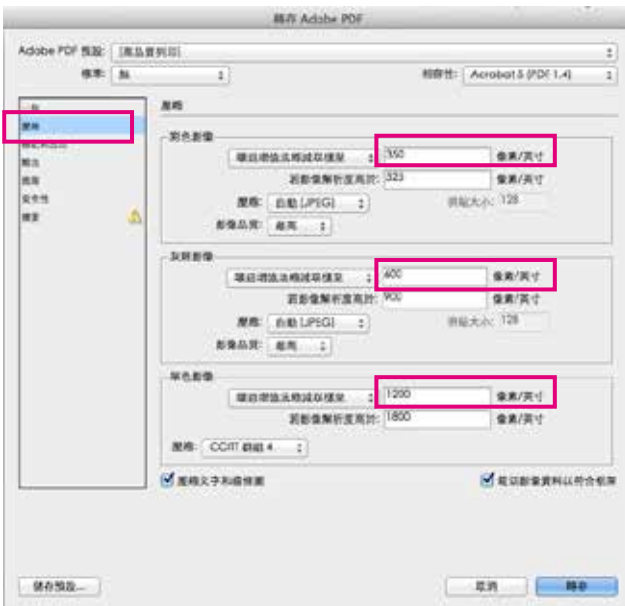 轉存 Adobe PDF
Adobe PDF 預設: [高品質列印]
標準: 無
相容性: Acrobat 5 (PDF 1.4)
一般
壓縮
標記與出血
輸出
進階
安全性
摘要
壓縮
彩色影像
環迴增值法縮減取樣至 350 像素/英寸
若影像解析度高於: 525 像素/英寸
壓縮: 自動 (JPEG) 拼貼大小: 128
影像品質: 最高
灰階影像
環迴增值法縮減取樣至 600 像素/英寸
若影像解析度高於: 900 像素/英寸
壓縮: 自動 (JPEG) 拼貼大小: 128
影像品質: 最高
單色影像
環迴增值法縮減取樣至 1200 像素/英寸
若影像解析度高於: 1800 像素/英寸
壓縮: CCITT 群組 4
壓縮文字和線條圖
裁切影像資料以符合框架
儲存預設...
取消
轉存